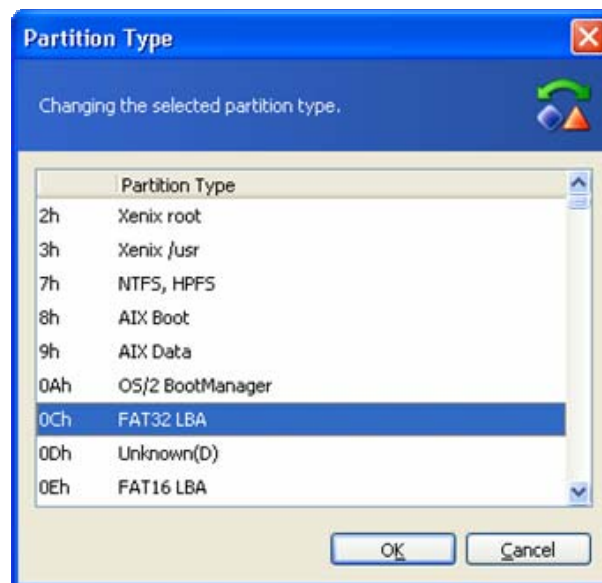 Partition Type
Changing the selected partition type.
Partition Type
2h Xenix root
3h Xenix /usr
7h NTFS, HPFS
8h AIX Boot
9h AIX Data
0Ah OS/2 BootManager
0Ch FAT32 LBA
0Dh Unknown(D)
0Eh FAT16 LBA
OK Cancel